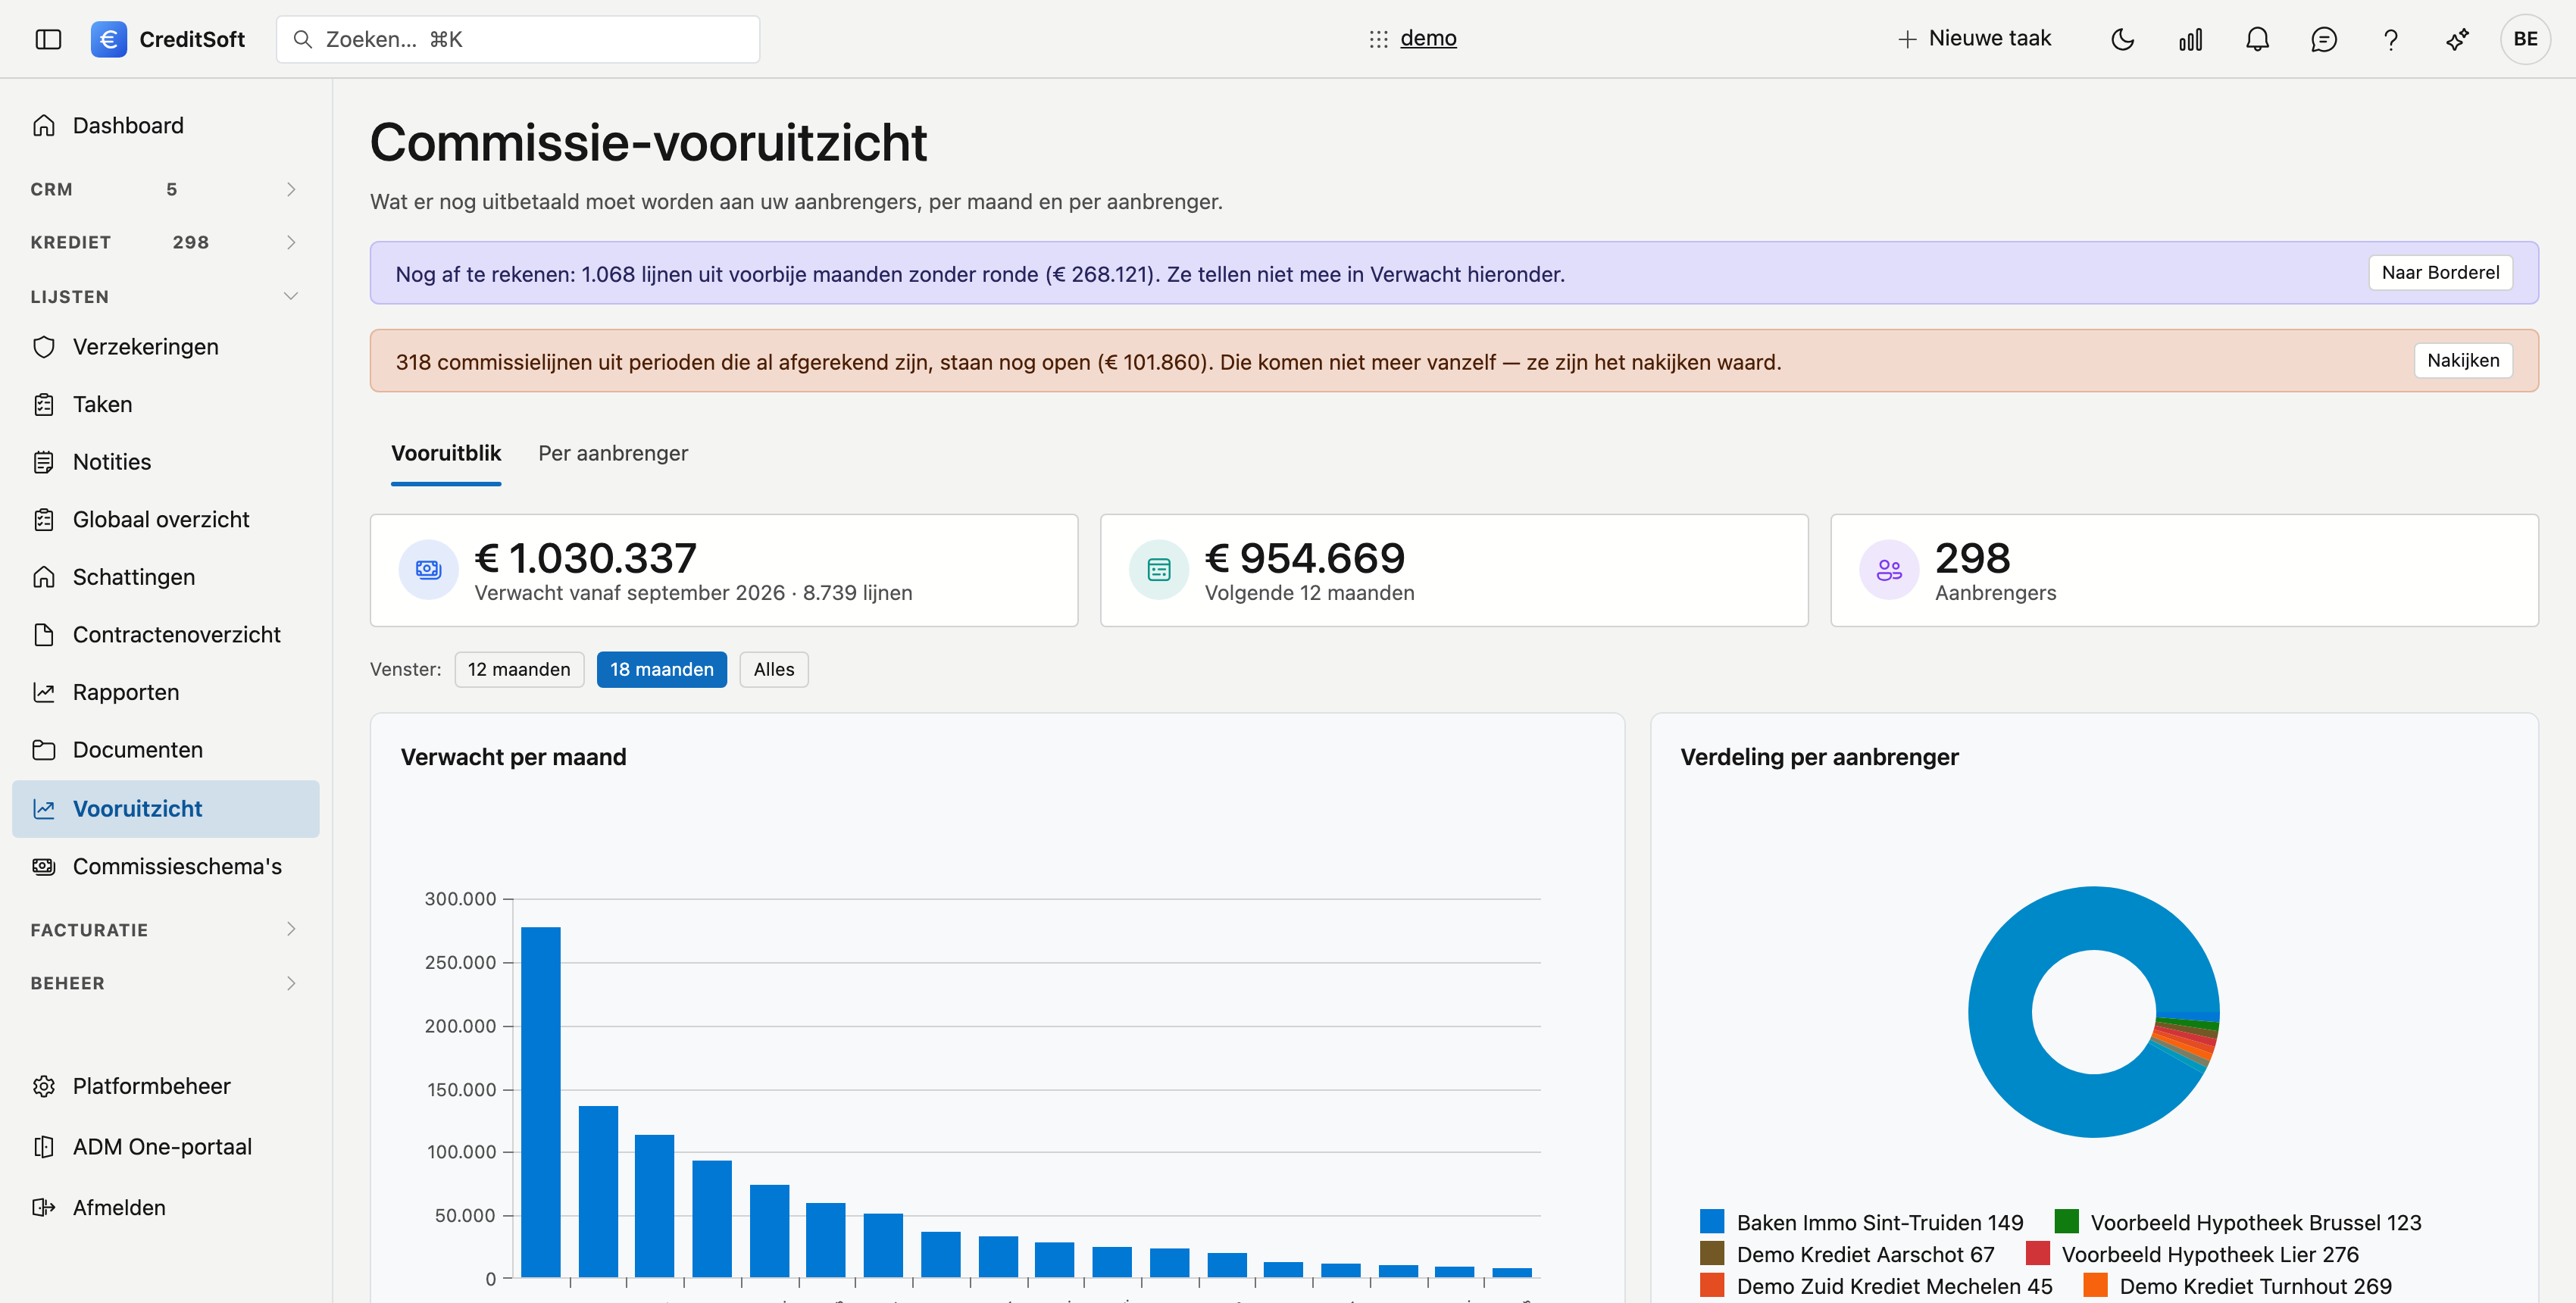 CreditSoft
Zoeken... ⌘K
demo
Nieuwe taak
BE
Dashboard
CRM 5
KREDIET 298
LIJSTEN
Verzekeringen
Taken
Notities
Globaal overzicht
Schattingen
Contractenoverzicht
Rapporten
Documenten
Vooruitzicht
Commissieschema's
FACTURATIE
BEHEER
Platformbeheer
ADM One-portaal
Afmelden
Commissie-vooruitzicht
Wat er nog uitbetaald moet worden aan uw aanbrengers, per maand en per aanbrenger.
Nog af te rekenen: 1.068 lijnen uit voorbije maanden zonder ronde (€ 268.121). Ze tellen niet mee in Verwacht hieronder.
Naar Borderel
318 commissielijnen uit perioden die al afgerekend zijn, staan nog open (€ 101.860). Die komen niet meer vanzelf — ze zijn het nakijken waard.
Nakijken
Vooruitblik Per aanbrenger
€ 1.030.337
Verwacht vanaf september 2026 · 8.739 lijnen
€ 954.669
Volgende 12 maanden
298
Aanbrengers
Venster: 12 maanden 18 maanden Alles
Verwacht per maand
300.000
250.000
200.000
150.000
100.000
50.000
0
Verdeling per aanbrenger
Baken Immo Sint-Truiden 149 Voorbeeld Hypotheek Brussel 123
Demo Krediet Aarschot 67 Voorbeeld Hypotheek Lier 276
Demo Zuid Krediet Mechelen 45 Demo Krediet Turnhout 269